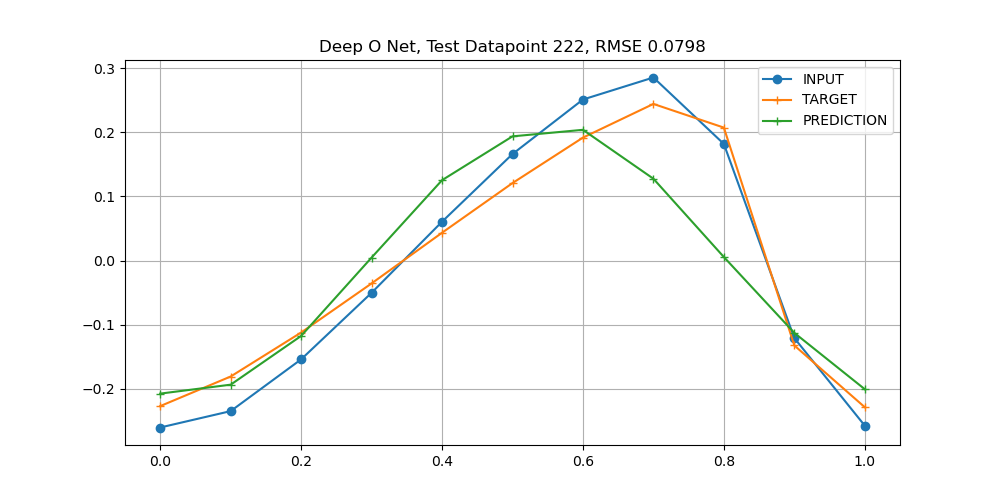 Deep O Net, Test Datapoint 222, RMSE 0.0798
INPUT
TARGET
PREDICTION
0.3
0.2
0.1
0.0
−0.1
−0.2
0.0 0.2 0.4 0.6 0.8 1.0